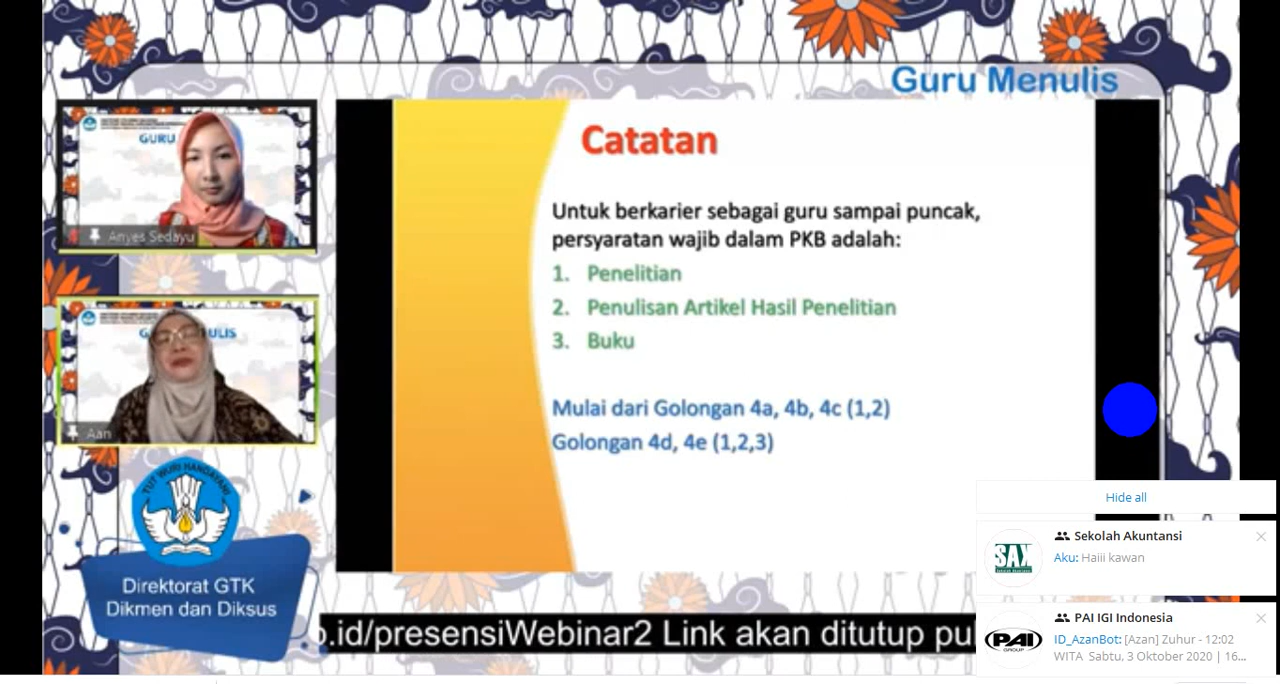 Guru Menulis
GURU
Anyes Sedayu
ULIS
Aan
TUT WURI HANDAYANI
Direktorat GTK
Dikmen dan Diksus
Catatan
Untuk berkarier sebagai guru sampai puncak,
persyaratan wajib dalam PKB adalah:
1. Penelitian
2. Penulisan Artikel Hasil Penelitian
3. Buku
Mulai dari Golongan 4a, 4b, 4c (1,2)
Golongan 4d, 4e (1,2,3)
.id/presensiWebinar2 Link akan ditutup pu
Hide all
SAX
Sekolah Akuntansi
Aku: Haiii kawan
PAI
GROUP
PAI IGI Indonesia
ID_AzanBot: [Azan] Zuhur - 12:02
WITA Sabtu, 3 Oktober 2020 | 16...